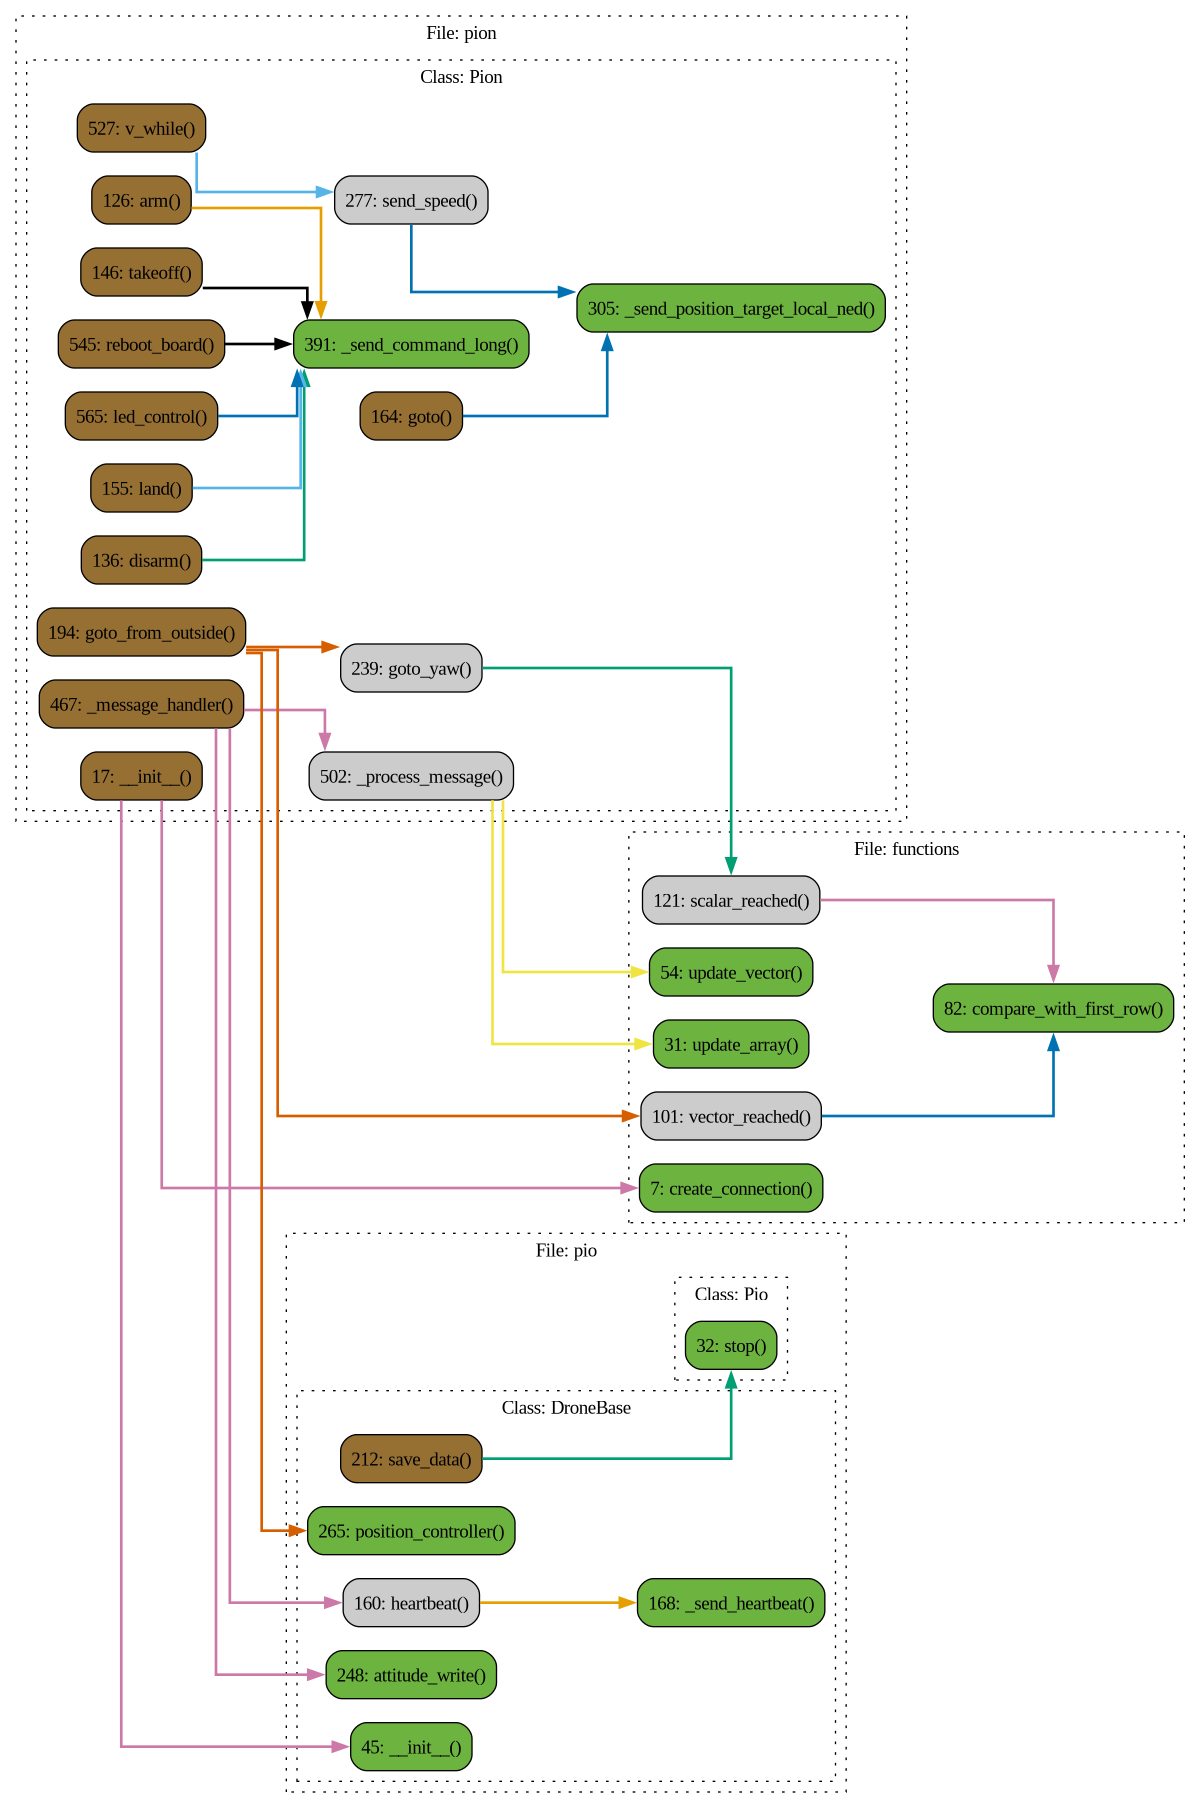 File: pion
Class: Pion
527: v_while()
126: arm()
277: send_speed()
146: takeoff()
305: _send_position_target_local_ned()
545: reboot_board()
391: _send_command_long()
565: led_control()
164: goto()
155: land()
136: disarm()
194: goto_from_outside()
239: goto_yaw()
467: _message_handler()
17: __init__()
502: _process_message()
File: functions
121: scalar_reached()
54: update_vector()
82: compare_with_first_row()
31: update_array()
101: vector_reached()
7: create_connection()
File: pio
Class: Pio
32: stop()
Class: DroneBase
212: save_data()
265: position_controller()
160: heartbeat()
168: _send_heartbeat()
248: attitude_write()
45: __init__()